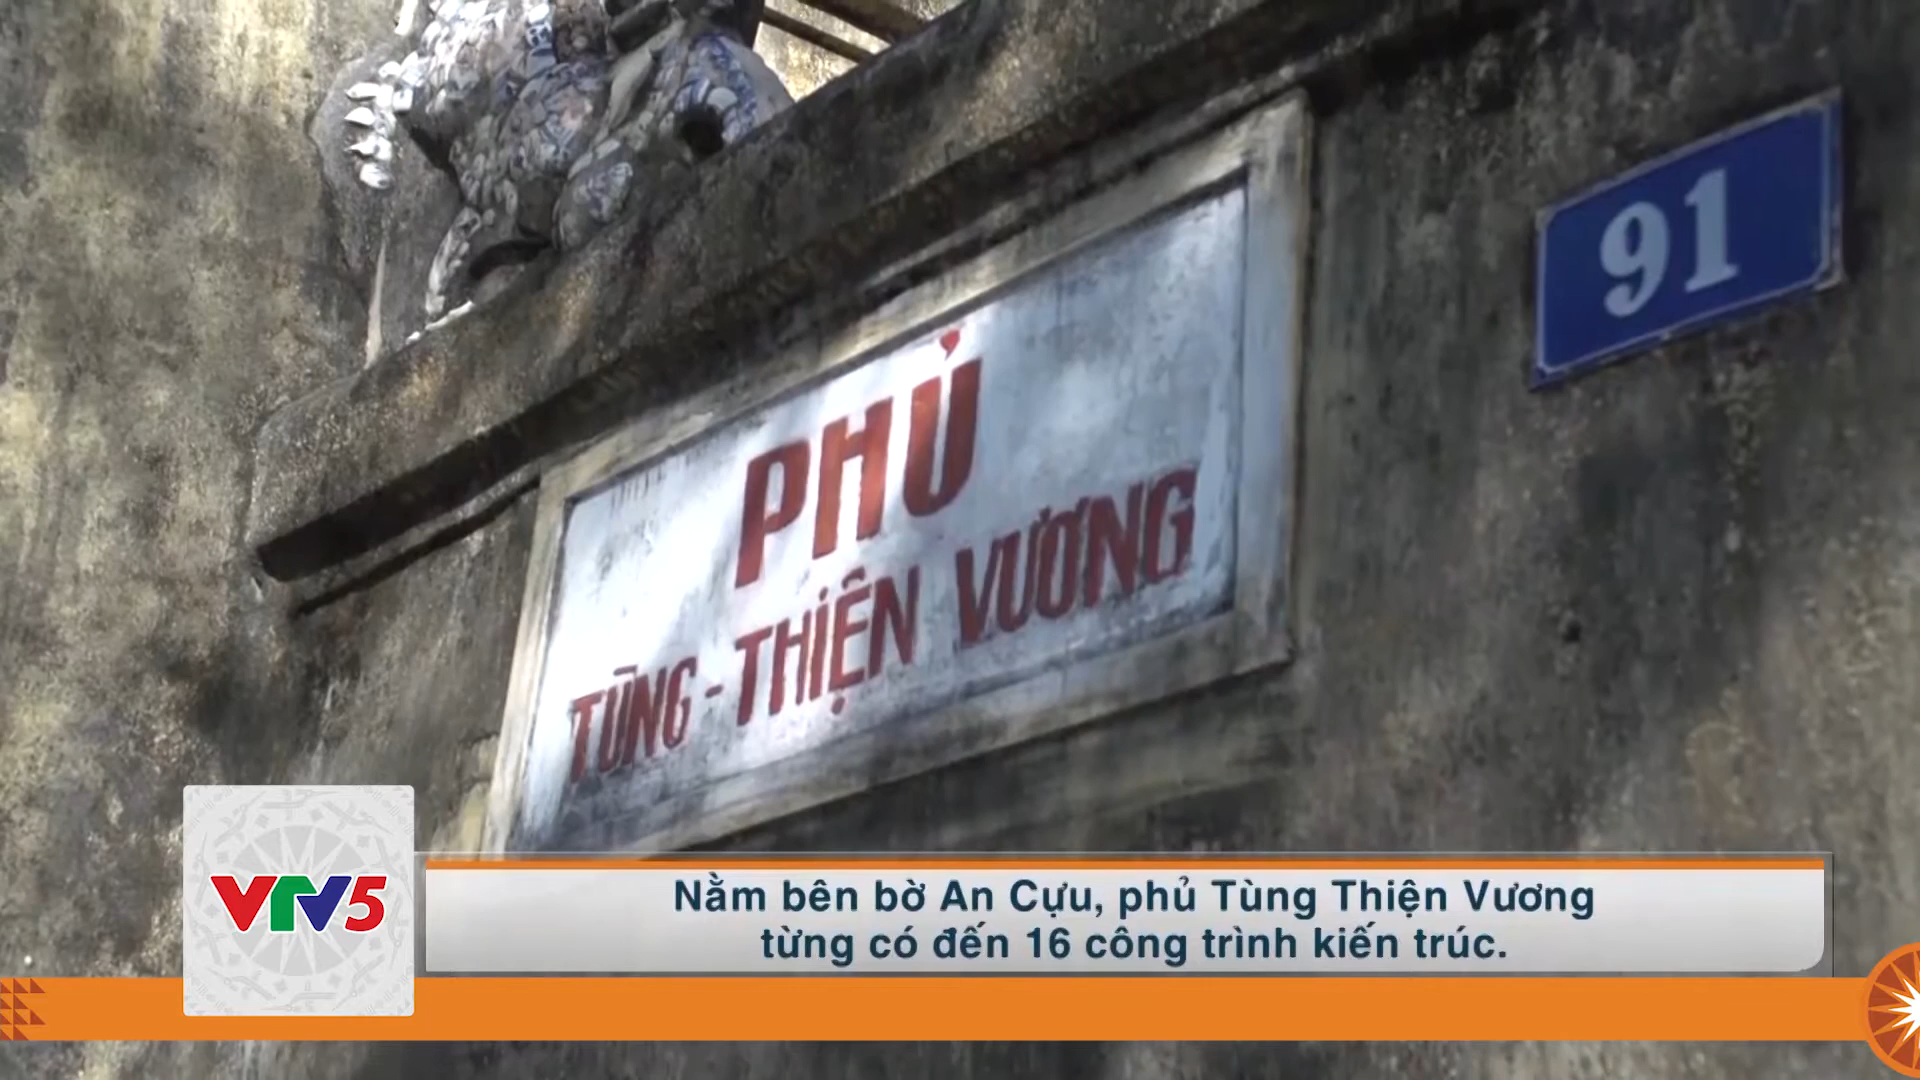 91
PHỦ
TÙNG-THIỆN VƯƠNG
VTV5
Nằm bên bờ An Cựu, phủ Tùng Thiện Vương
từng có đến 16 công trình kiến trúc.